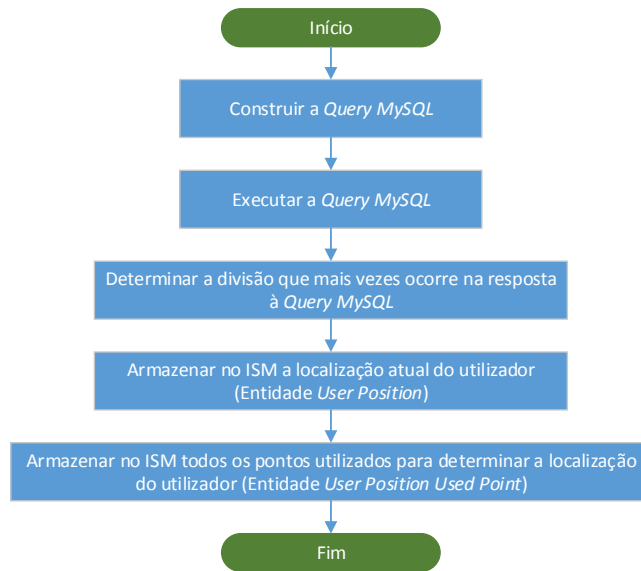 Início
Construir a Query MySQL
Executar a Query MySQL
Determinar a divisão que mais vezes ocorre na resposta
à Query MySQL
Armazenar no ISM a localização atual do utilizador
(Entidade User Position)
Armazenar no ISM todos os pontos utilizados para determinar a localização
do utilizador (Entidade User Position Used Point)
Fim